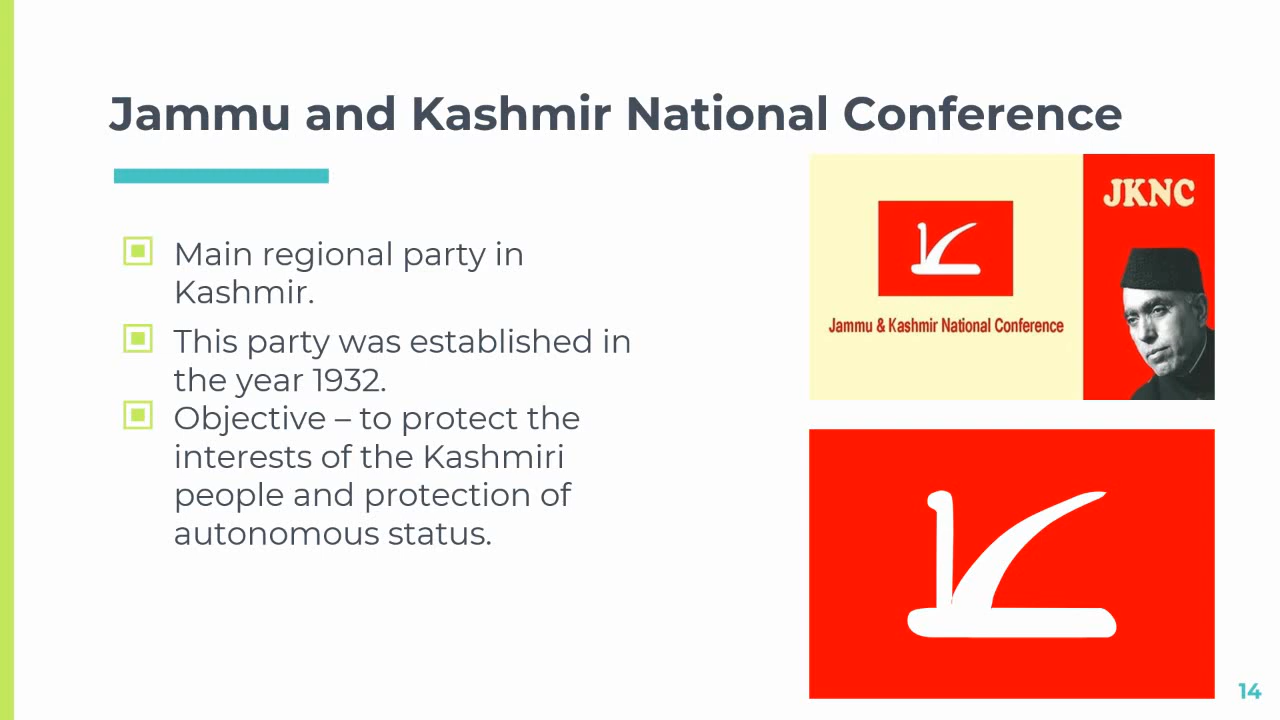 Jammu and Kashmir National Conference
JKNC
Jammu & Kashmir National Conference
Main regional party in
Kashmir.
This party was established in
the year 1932.
Objective – to protect the
interests of the Kashmiri
people and protection of
autonomous status.
14